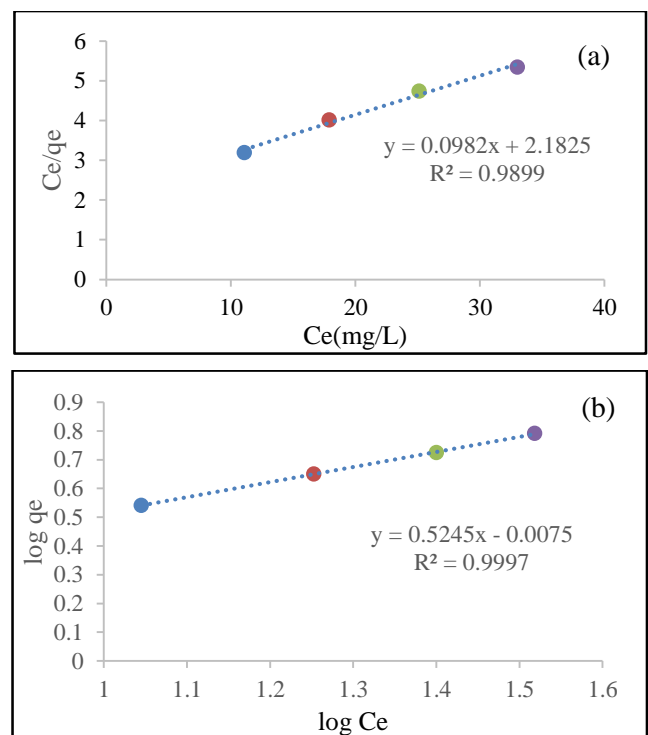 (a)
6
5
4
3
2
1
0
Ce/qe
y = 0.0982x + 2.1825
R² = 0.9899
0 10 20 30 40
Ce(mg/L)
(b)
0.9
0.8
0.7
0.6
0.5
0.4
0.3
0.2
0.1
0
log qe
y = 0.5245x - 0.0075
R² = 0.9997
1 1.1 1.2 1.3 1.4 1.5 1.6
log Ce